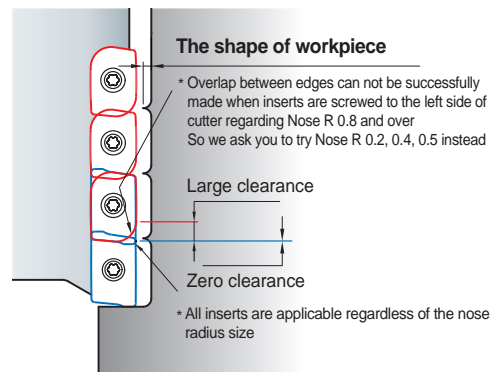 The shape of workpiece
* Overlap between edges can not be successfully
made when inserts are screwed to the left side of
cutter regarding Nose R 0.8 and over
So we ask you to try Nose R 0.2, 0.4, 0.5 instead
Large clearance
Zero clearance
* All inserts are applicable regardless of the nose
radius size